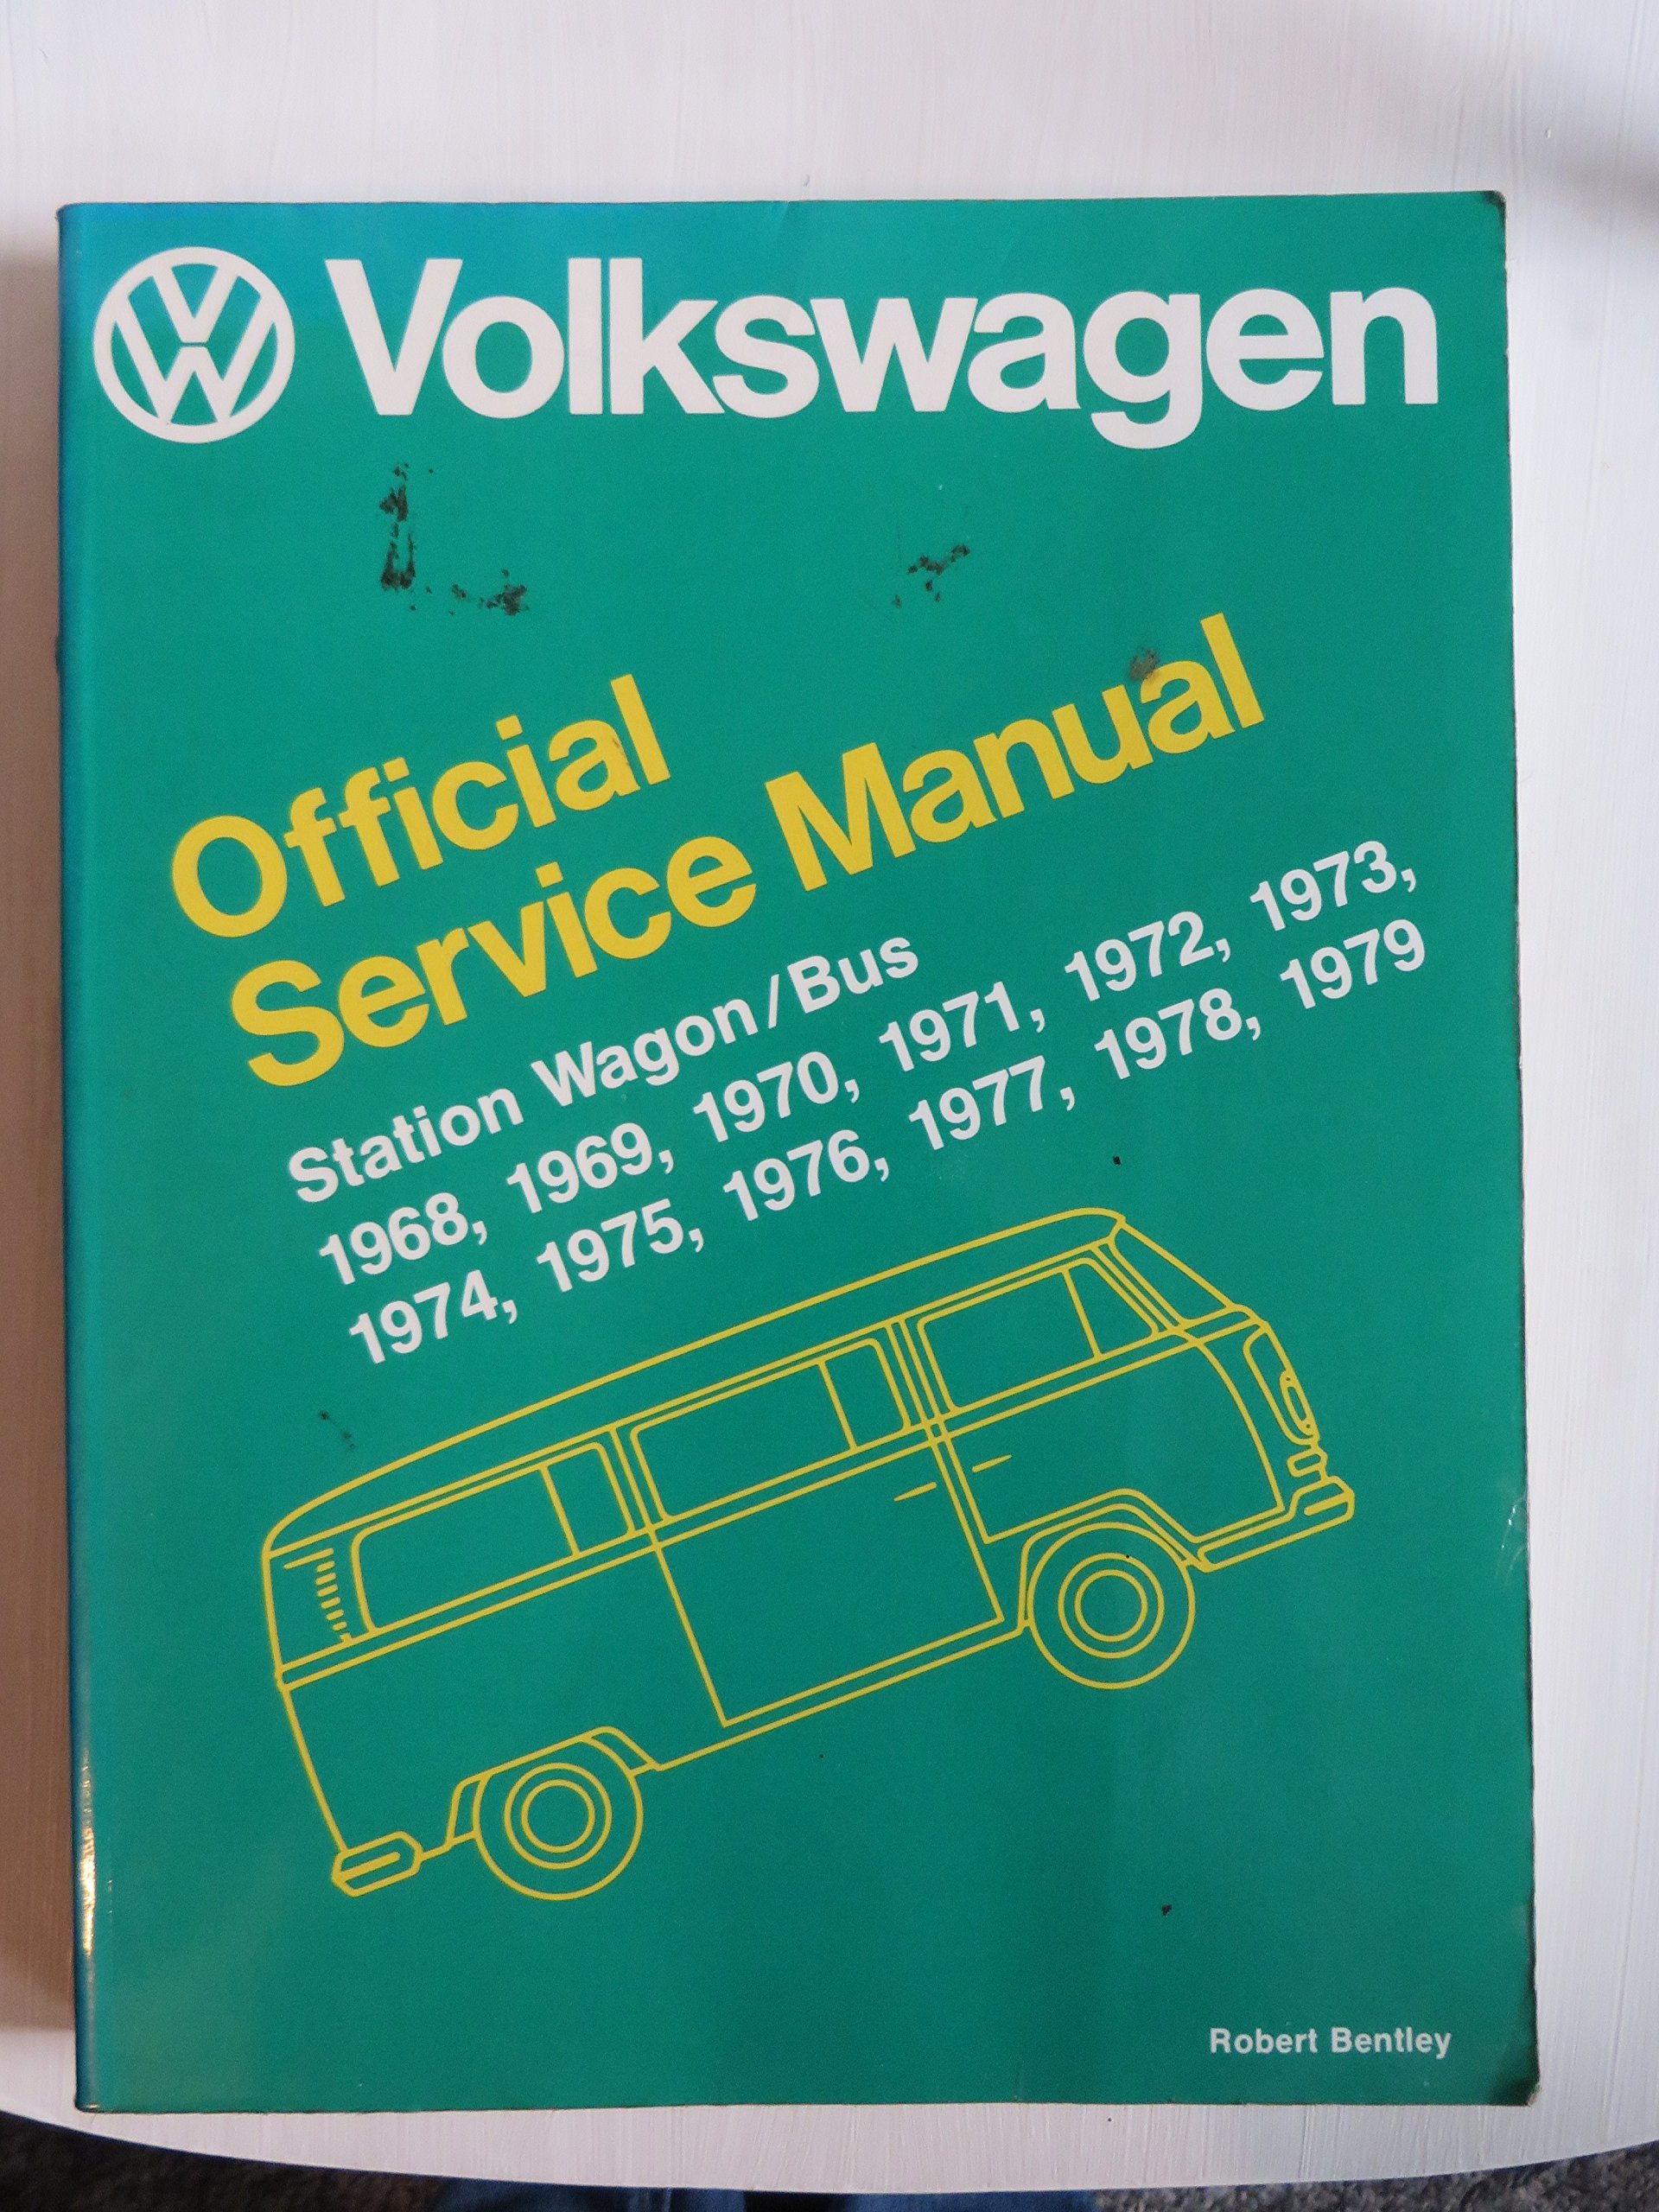 Volkswagen
Official
Service Manual
Station Wagon/Bus
1968, 1969, 1970, 1971, 1972, 1973,
1974, 1975, 1976, 1977, 1978, 1979
Robert Bentley